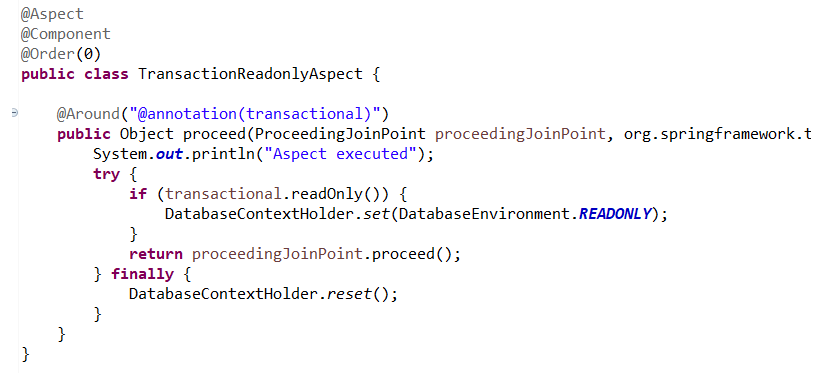 @Aspect
@Component
@Order(0)
public class TransactionReadonlyAspect {
@Around("@annotation(transactional)")
public Object proceed(ProceedingJoinPoint proceedingJoinPoint, org.springframework.t
System.out.println("Aspect executed");
try {
if (transactional.readOnly()) {
DatabaseContextHolder.set(DatabaseEnvironment.READONLY);
}
return proceedingJoinPoint.proceed();
} finally {
DatabaseContextHolder.reset();
}
}
}